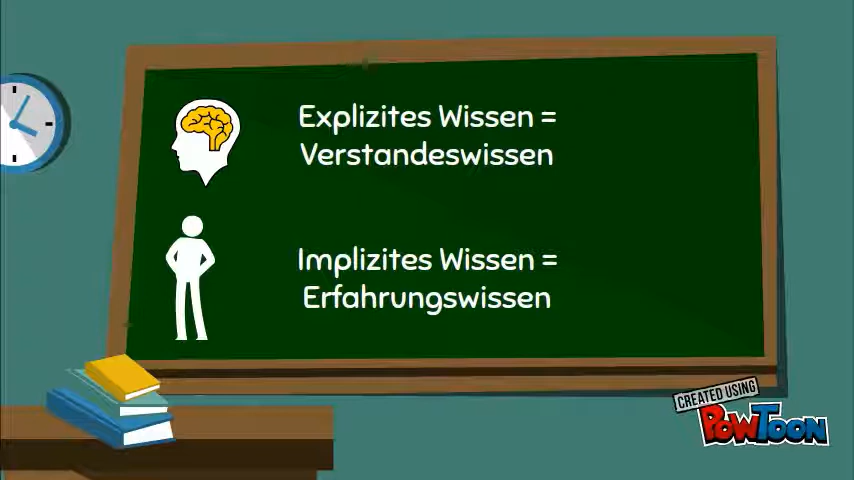 Explizites Wissen =
Verstandeswissen
Implizites Wissen =
Erfahrungswissen
CREATED USING
POWTOON